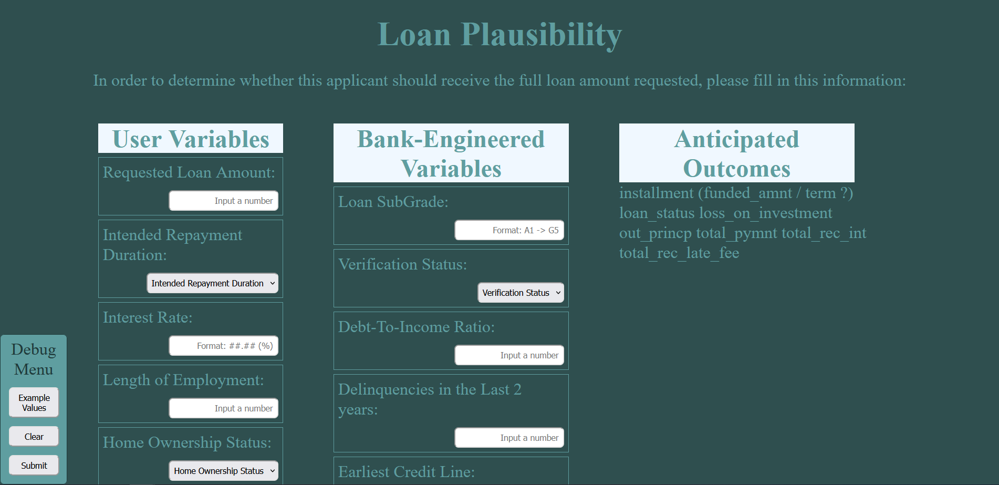 Loan Plausibility
In order to determine whether this applicant should receive the full loan amount requested, please fill in this information:
User Variables
Requested Loan Amount:
Input a number
Intended Repayment
Duration:
Intended Repayment Duration
Interest Rate:
Format: ##.## (%)
Length of Employment:
Input a number
Home Ownership Status:
Home Ownership Status
Bank-Engineered
Variables
Loan SubGrade:
Format: A1 -> G5
Verification Status:
Verification Status
Debt-To-Income Ratio:
Input a number
Delinquencies in the Last 2
years:
Input a number
Earliest Credit Line:
Anticipated
Outcomes
installment (funded_amnt / term ?)
loan_status loss_on_investment
out_princp total_pymnt total_rec_int
total_rec_late_fee
Debug
Menu
Example
Values
Clear
Submit